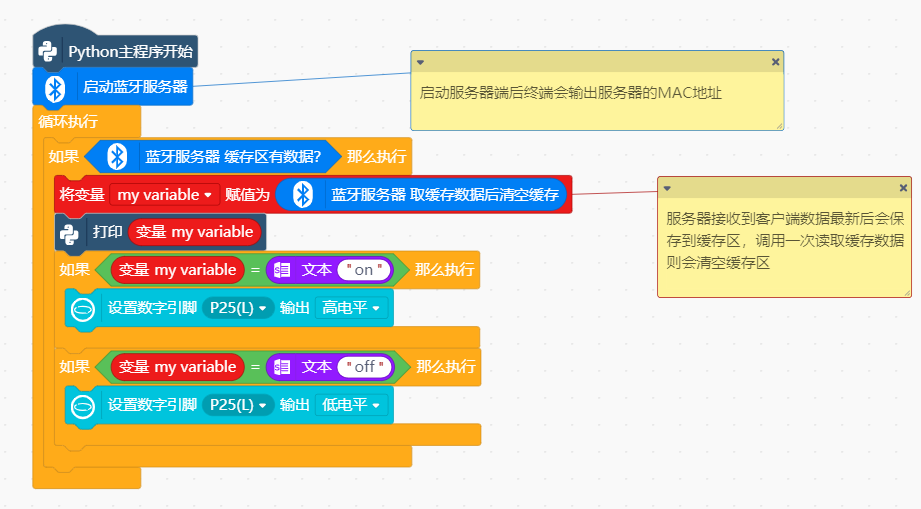 Python主程序开始
启动蓝牙服务器
启动服务器端后终端会输出服务器的MAC地址
循环执行
如果 蓝牙服务器 缓存区有数据? 那么执行
将变量 my variable 赋值为 蓝牙服务器 取缓存数据后清空缓存
服务器接收到客户端数据最新后会保
存到缓存区，调用一次读取缓存数据
则会清空缓存区
打印 变量 my variable
如果 变量 my variable = 文本 "on" 那么执行
设置数字引脚 P25(L) 输出 高电平
如果 变量 my variable = 文本 "off" 那么执行
设置数字引脚 P25(L) 输出 低电平